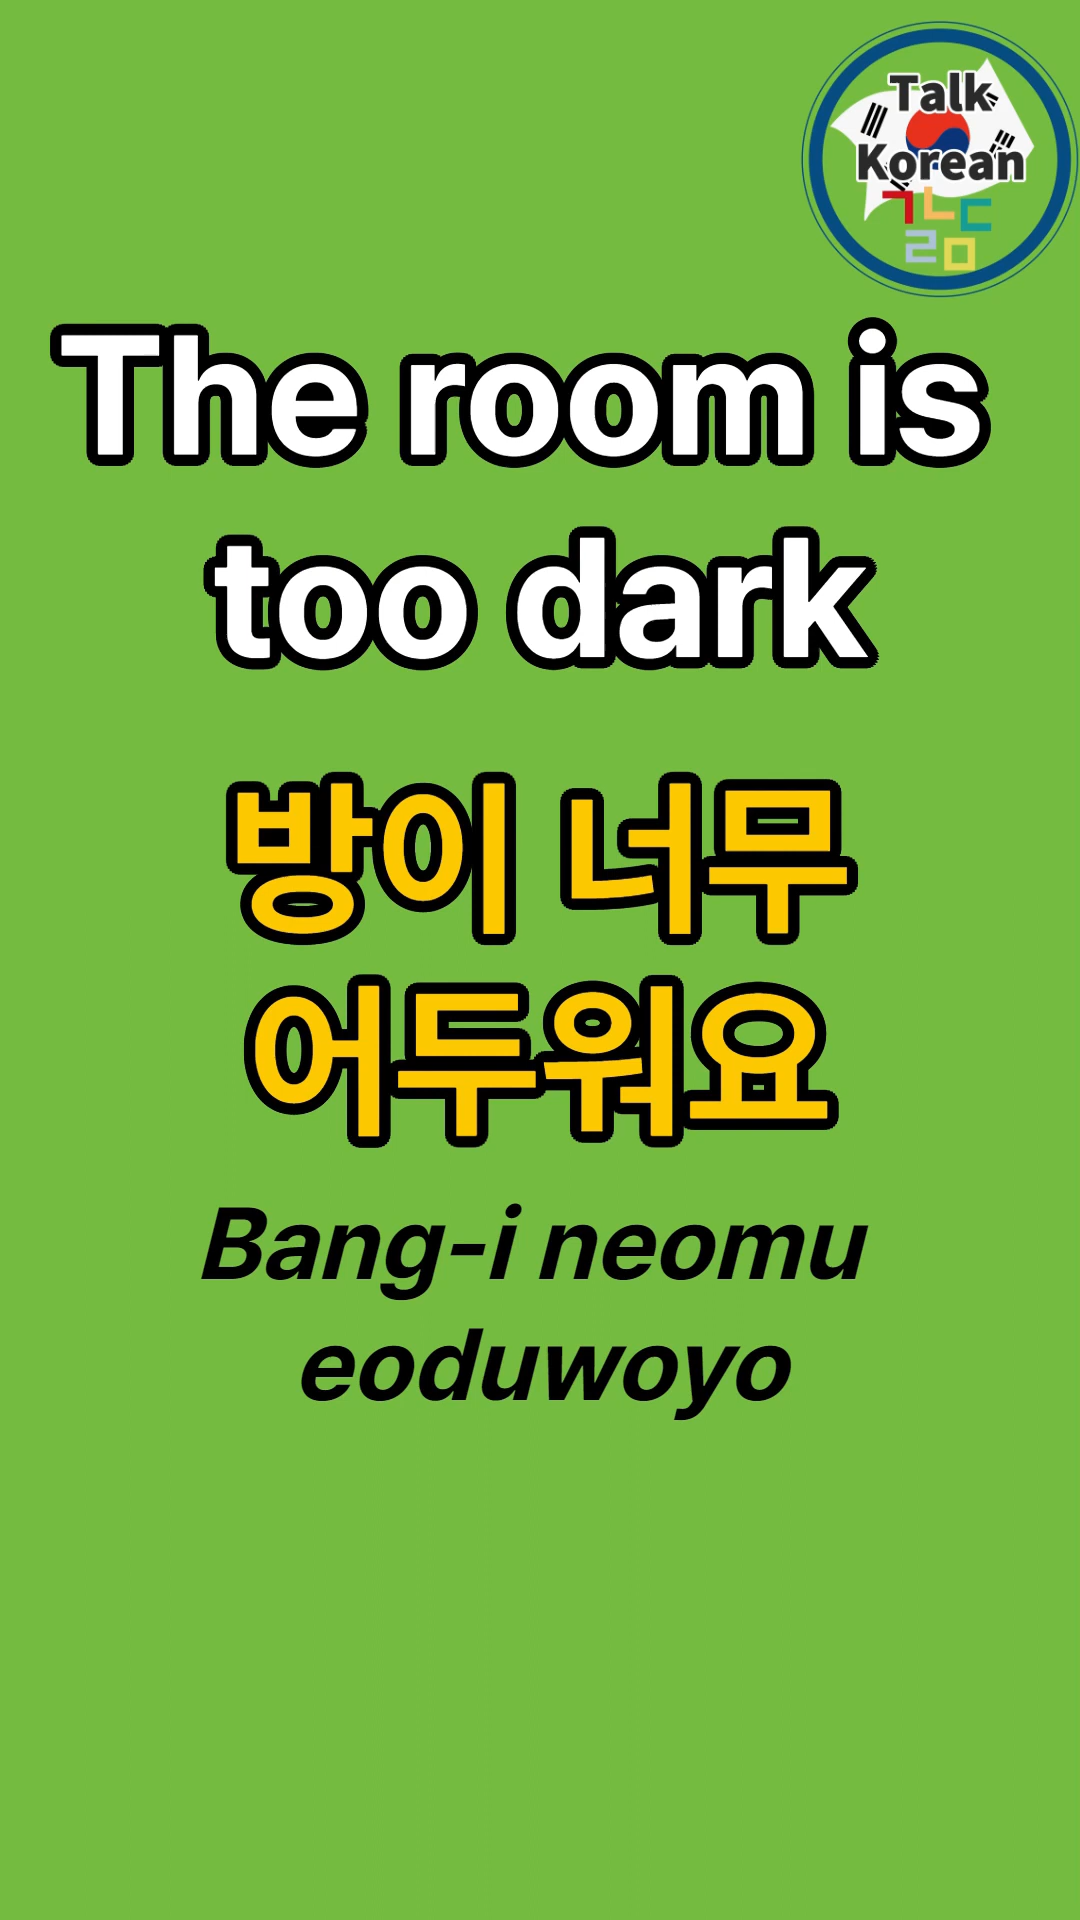 Talk
Korean
ㄱㄴㄷ
ㄹㅁ
The room is
too dark
방이 너무
어두워요
Bang-i neomu
eoduwoyo